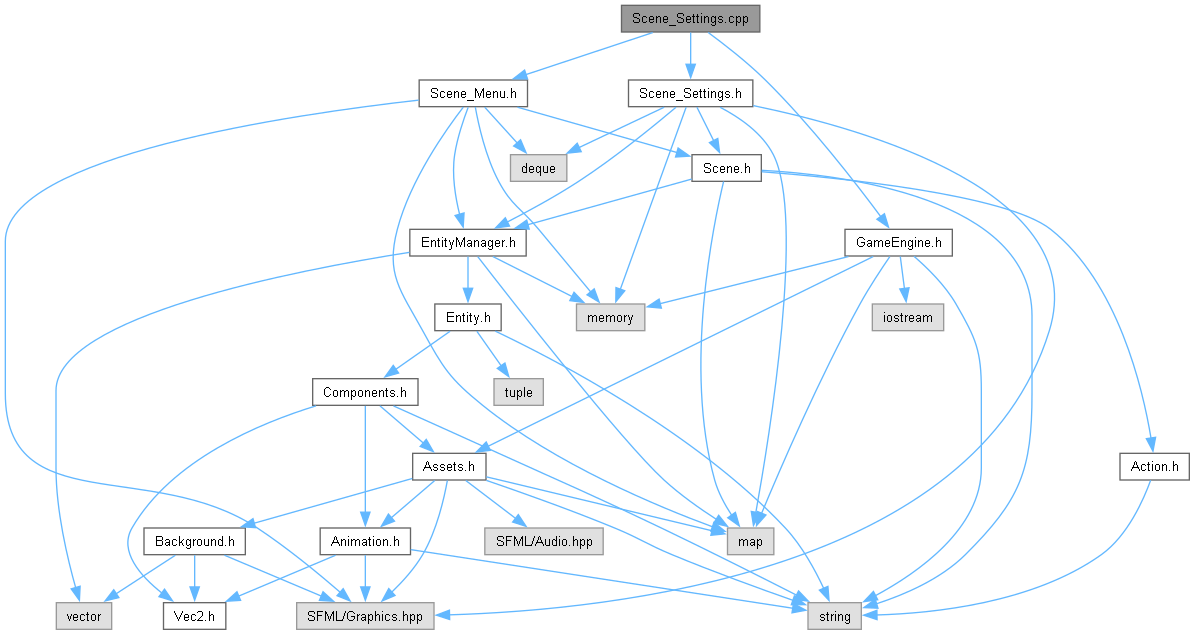 Scene_Settings.cpp
Scene_Menu.h
Scene_Settings.h
deque
Scene.h
EntityManager.h
GameEngine.h
Entity.h
memory
iostream
Components.h
tuple
Assets.h
Action.h
Background.h
Animation.h
SFML/Audio.hpp
map
vector
Vec2.h
SFML/Graphics.hpp
string